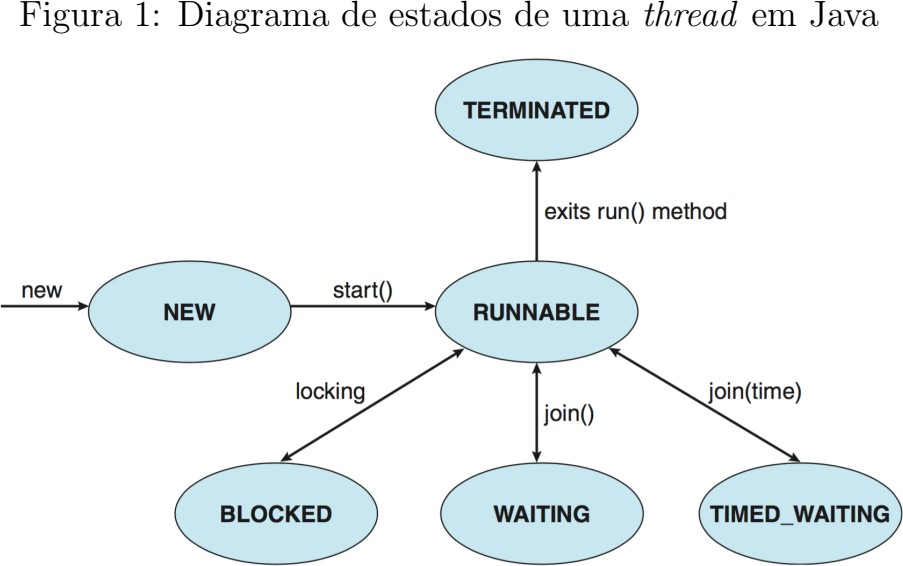 Figura 1: Diagrama de estados de uma thread em Java
TERMINATED
exits run() method
new
NEW
start()
RUNNABLE
locking
join()
join(time)
BLOCKED
WAITING
TIMED_WAITING